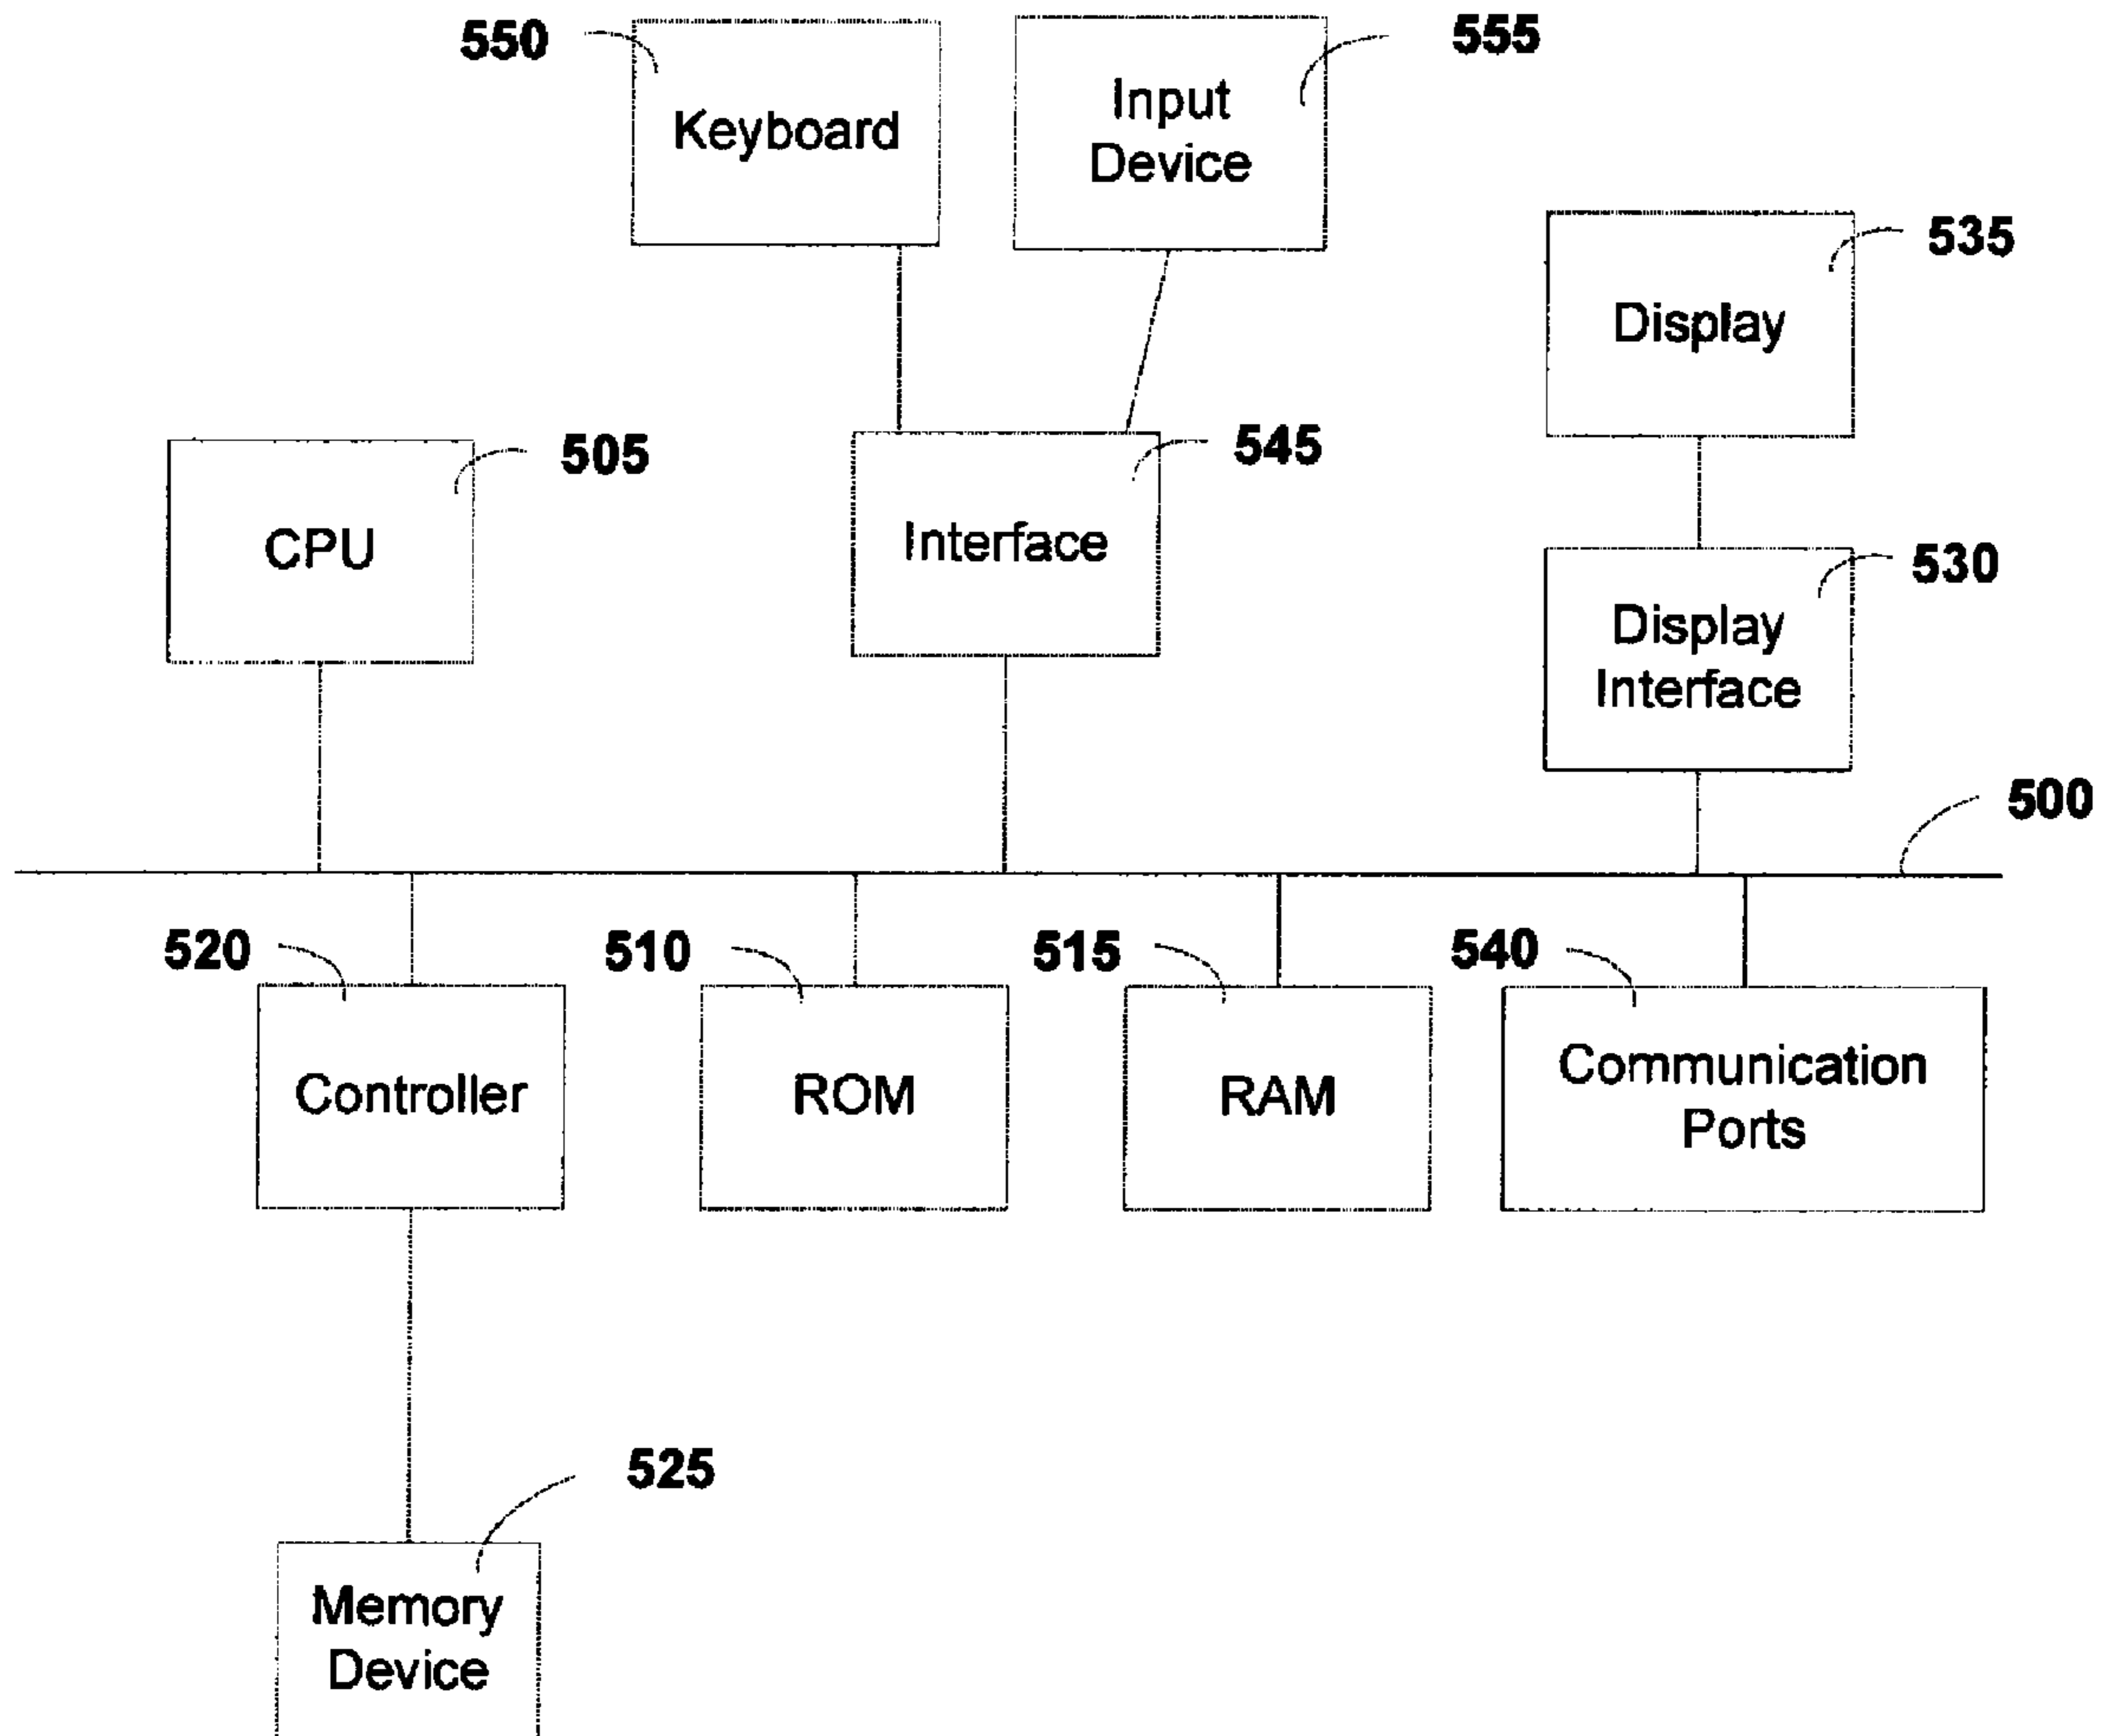 550
Keyboard
555
Input
Device
535
Display
505
CPU
545
Interface
530
Display
Interface
500
520
Controller
510
ROM
515
RAM
540
Communication
Ports
525
Memory
Device